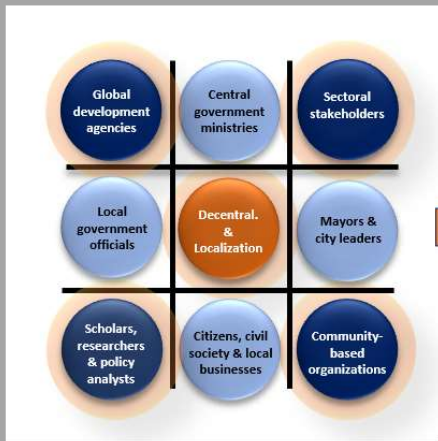 Global
development
agencies
Central
government
ministries
Sectoral
stakeholders
Local
government
officials
Decentral.
&
Localization
Mayors &
city leaders
Scholars,
researchers
& policy
analysts
Citizens, civil
society & local
businesses
Community-
based
organizations